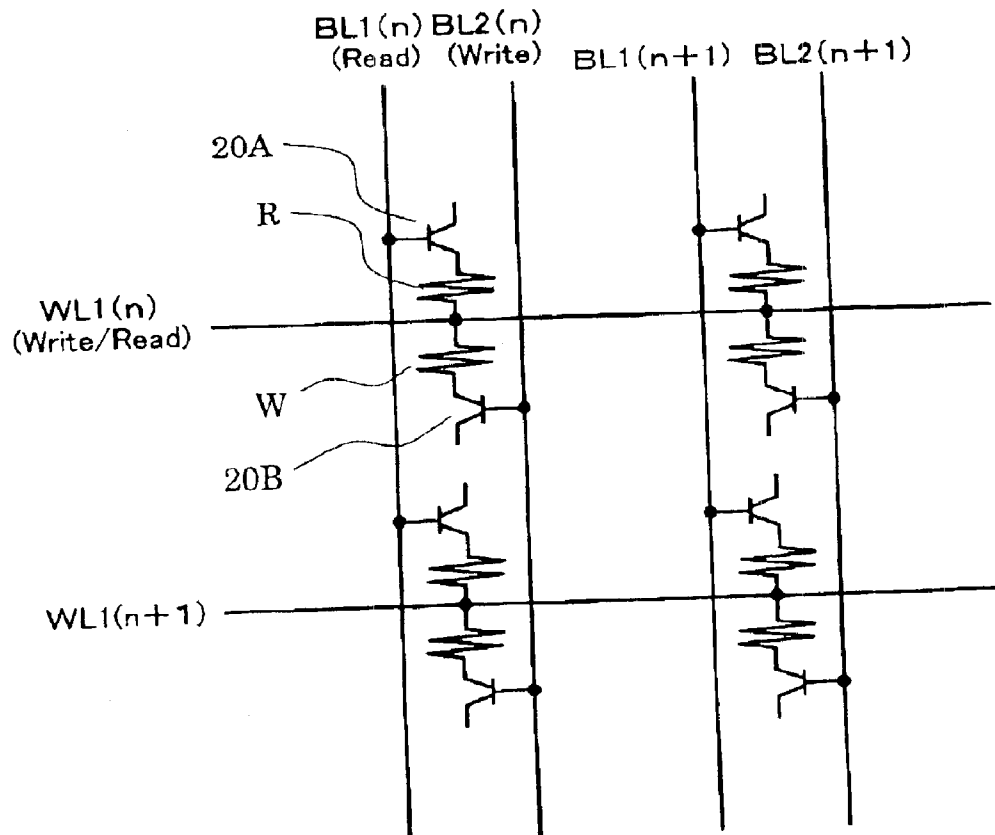 BL1(n) BL2(n)
(Read) (Write)
BL1(n+1) BL2(n+1)
20A
R
WL1(n)
(Write/Read)
W
20B
WL1(n+1)